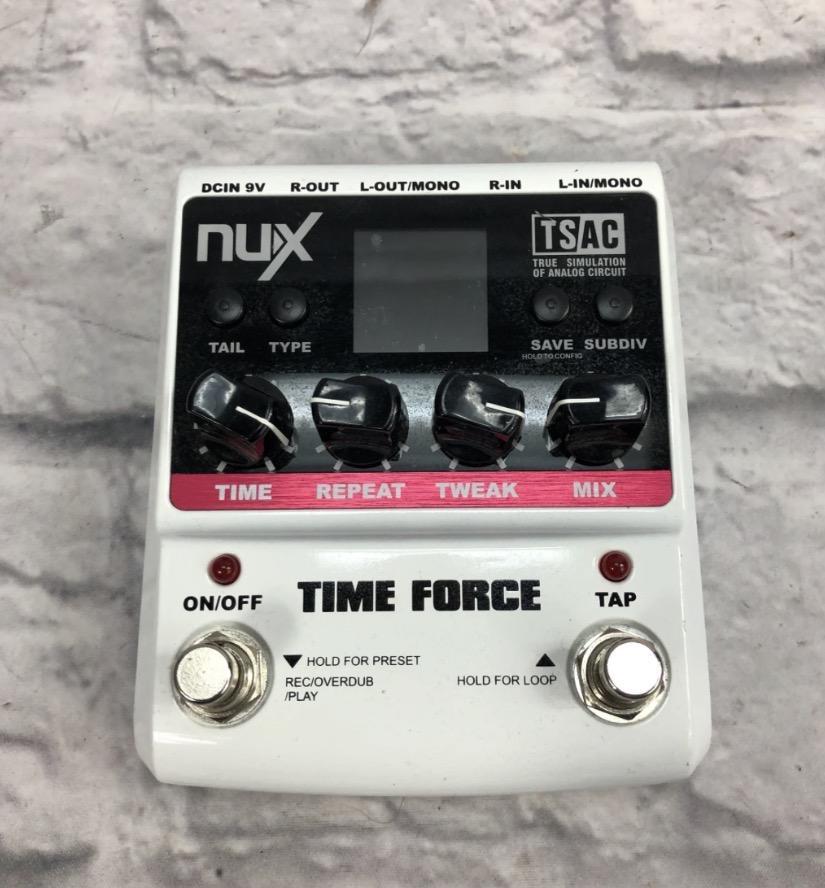 DCIN 9V R-OUT L-OUT/MONO R-IN L-IN/MONO
nux
TSAC
TRUE SIMULATION
OF ANALOG CIRCUIT
TAIL TYPE
SAVE SUBDIV
HOLD TO CONFIG
TIME REPEAT TWEAK MIX
ON/OFF
TIME FORCE
TAP
HOLD FOR PRESET
REC/OVERDUB
/PLAY
HOLD FOR LOOP